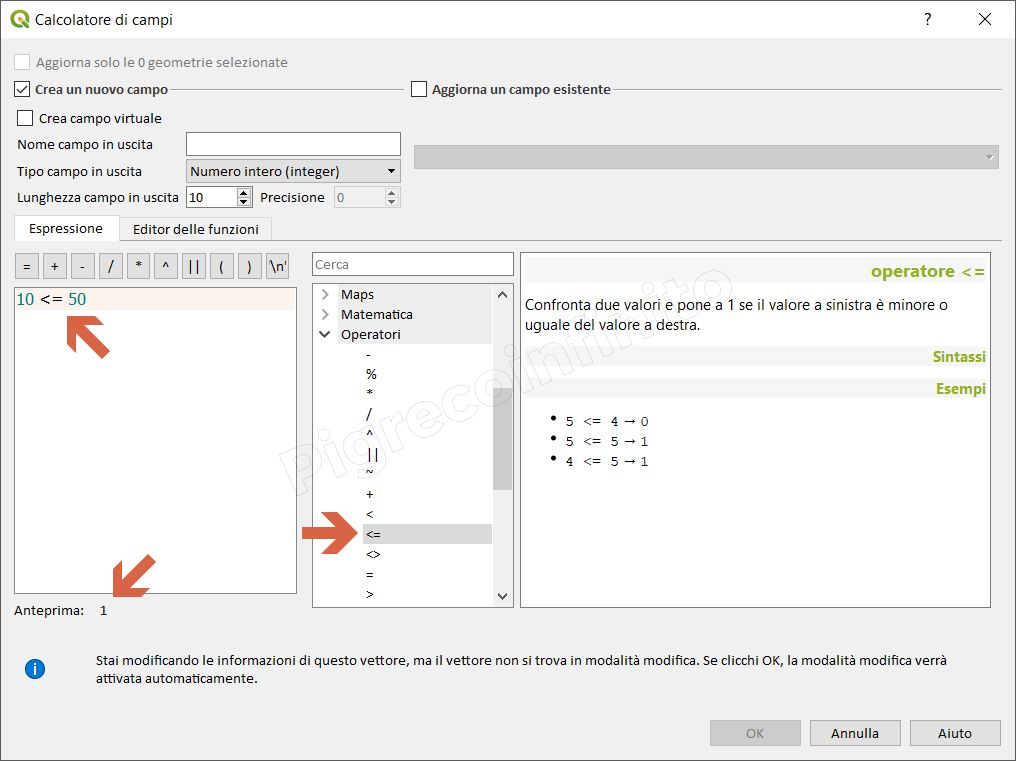 Calcolatore di campi
?
Aggiorna solo le 0 geometrie selezionate
Crea un nuovo campo
Aggiorna un campo esistente
Crea campo virtuale
Nome campo in uscita
Tipo campo in uscita Numero intero (integer)
Lunghezza campo in uscita 10 Precisione 0
Espressione Editor delle funzioni
= + - / * ^ || ( ) \n'
10 <= 50
Anteprima: 1
Cerca
Maps
Matematica
Operatori
-
%
*
/
^
||
~
+
<
<=
<>
=
>
operatore <=
Confronta due valori e pone a 1 se il valore a sinistra è minore o
uguale del valore a destra.
Sintassi
Esempi
• 5 <= 4 → 0
• 5 <= 5 → 1
• 4 <= 5 → 1
Pigrecoinfinito
Stai modificando le informazioni di questo vettore, ma il vettore non si trova in modalità modifica. Se clicchi OK, la modalità modifica verrà
attivata automaticamente.
OK Annulla Aiuto